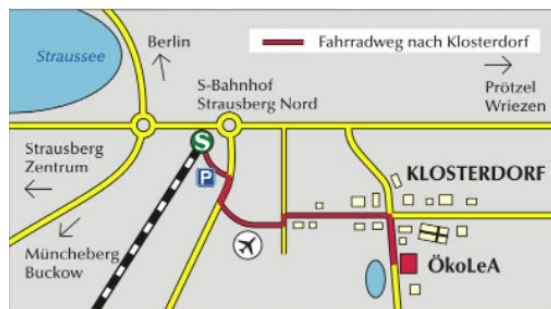 Straussee
Berlin
Fahrradweg nach Klosterdorf
S-Bahnhof
Strausberg Nord
Prötzel
Wriezen
S
Strausberg
Zentrum
P
KLOSTERDORF
Müncheberg
Buckow
ÖkoLeA